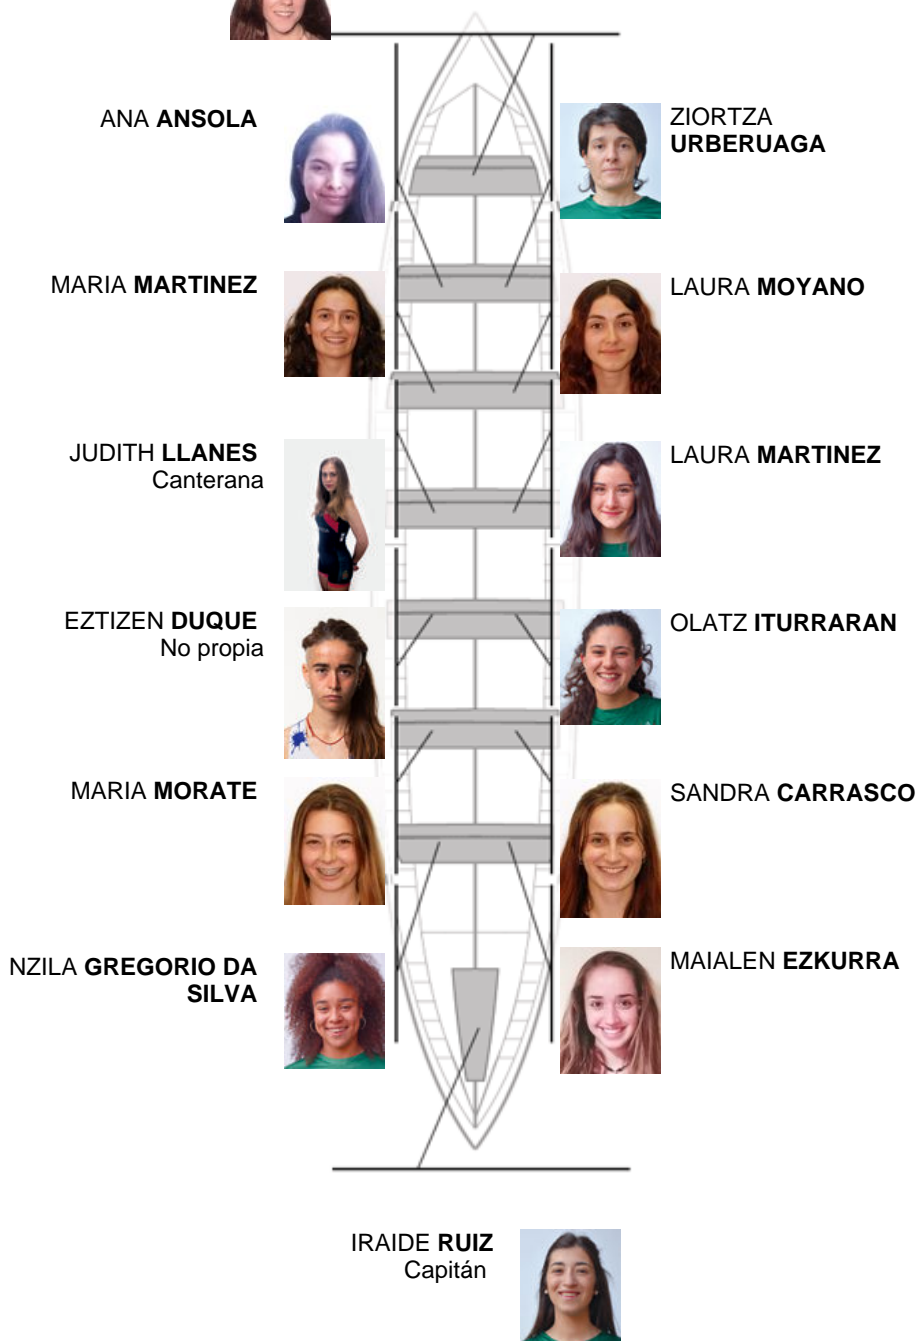 ANA ANSOLA
ZIORTZA
URBERUAGA
MARIA MARTINEZ
LAURA MOYANO
JUDITH LLANES
Canterana
LAURA MARTINEZ
EZTIZEN DUQUE
No propia
OLATZ ITURRARAN
MARIA MORATE
SANDRA CARRASCO
NZILA GREGORIO DA
SILVA
MAIALEN EZKURRA
IRAIDE RUIZ
Capitán